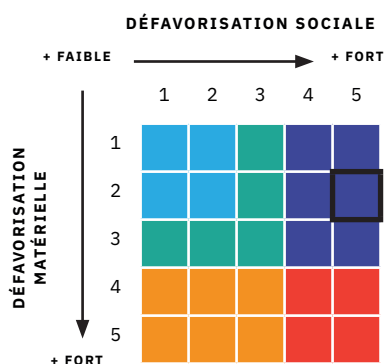 DÉFAVORISATION SOCIALE
+ FAIBLE
+ FORT
1 2 3 4 5
DÉFAVORISATION
MATÉRIELLE
1
2
3
4
5
+ FORT